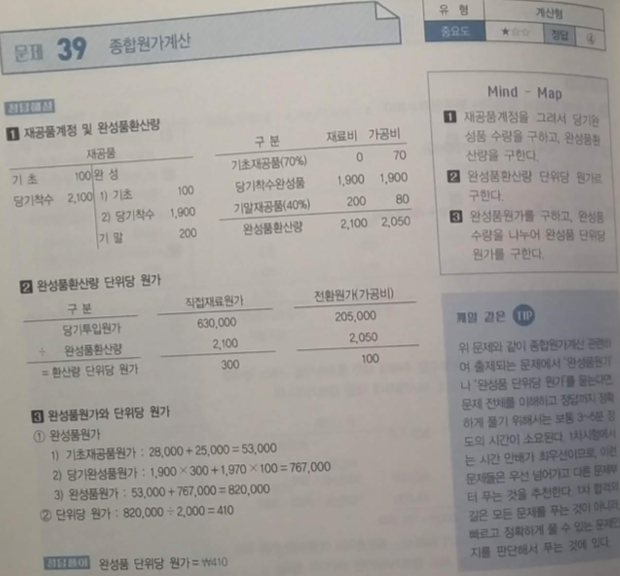 유 형 계산형
중요도 ★☆☆ 정답 ④
문제 39 종합원가계산
정답해설
1 재공품계정 및 완성품환산량
재공품
기 초 100 완 성
당기착수 2,100 1) 기초 100
2) 당기착수 1,900
기 말 200
구 분 재료비 가공비
기초재공품(70%) 0 70
당기착수완성품 1,900 1,900
기말재공품(40%) 200 80
완성품환산량 2,100 2,050
2 완성품환산량 단위당 원가
구 분 직접재료원가 전환원가(가공비)
당기투입원가 630,000 205,000
÷ 완성품환산량 2,100 2,050
= 환산량 단위당 원가 300 100
3 완성품원가와 단위당 원가
① 완성품원가
1) 기초재공품원가 : 28,000 + 25,000 = 53,000
2) 당기완성품원가 : 1,900 × 300 + 1,970 × 100 = 767,000
3) 완성품원가 : 53,000 + 767,000 = 820,000
② 단위당 원가 : 820,000 ÷ 2,000 = 410
정답풀이 완성품 단위당 원가 = ₩410
Mind - Map
1 재공품계정을 그려서 당기완
성품 수량을 구하고, 완성품환
산량을 구한다.
2 완성품환산량 단위당 원가를
구한다.
3 완성품원가를 구하고, 완성품
수량을 나누어 완성품 단위당
원가를 구한다.
꿀 같은 TIP
위 문제와 같이 종합원가계산 관련하
여 출제되는 문제에서 "완성품원가"
나 "완성품 단위당 원가"를 묻는다면,
문제 전체를 이해하고 정답까지 정확
하게 풀기 위해서는 보통 3~5분 정
도의 시간이 소요된다. 1차시험에서
는 시간 안배가 최우선이므로, 이런
문제들은 우선 넘어가고 다른 문제부
터 푸는 것을 추천한다. 1차 합격의
길은 모든 문제를 푸는 것이 아니라,
빠르고 정확하게 풀 수 있는 문제인
지를 판단해서 푸는 것에 있다.